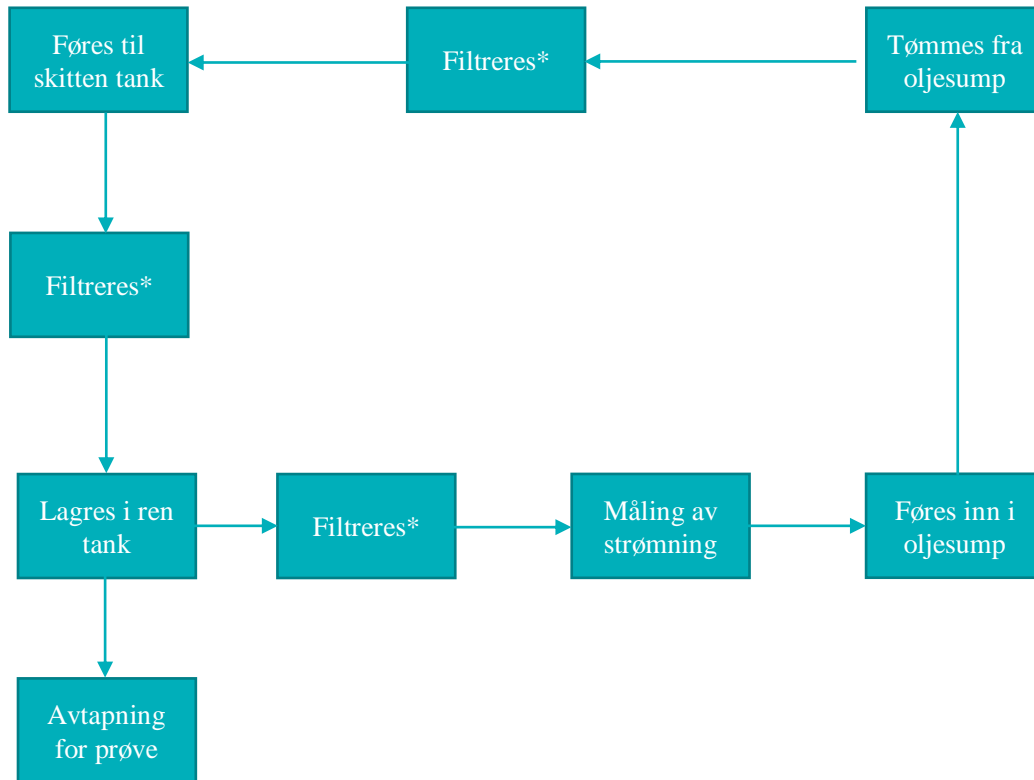 Føres til
skitten tank
Filtreres*
Tømmes fra
oljesump
Filtreres*
Lagres i ren
tank
Filtreres*
Måling av
strømning
Føres inn i
oljesump
Avtapning
for prøve